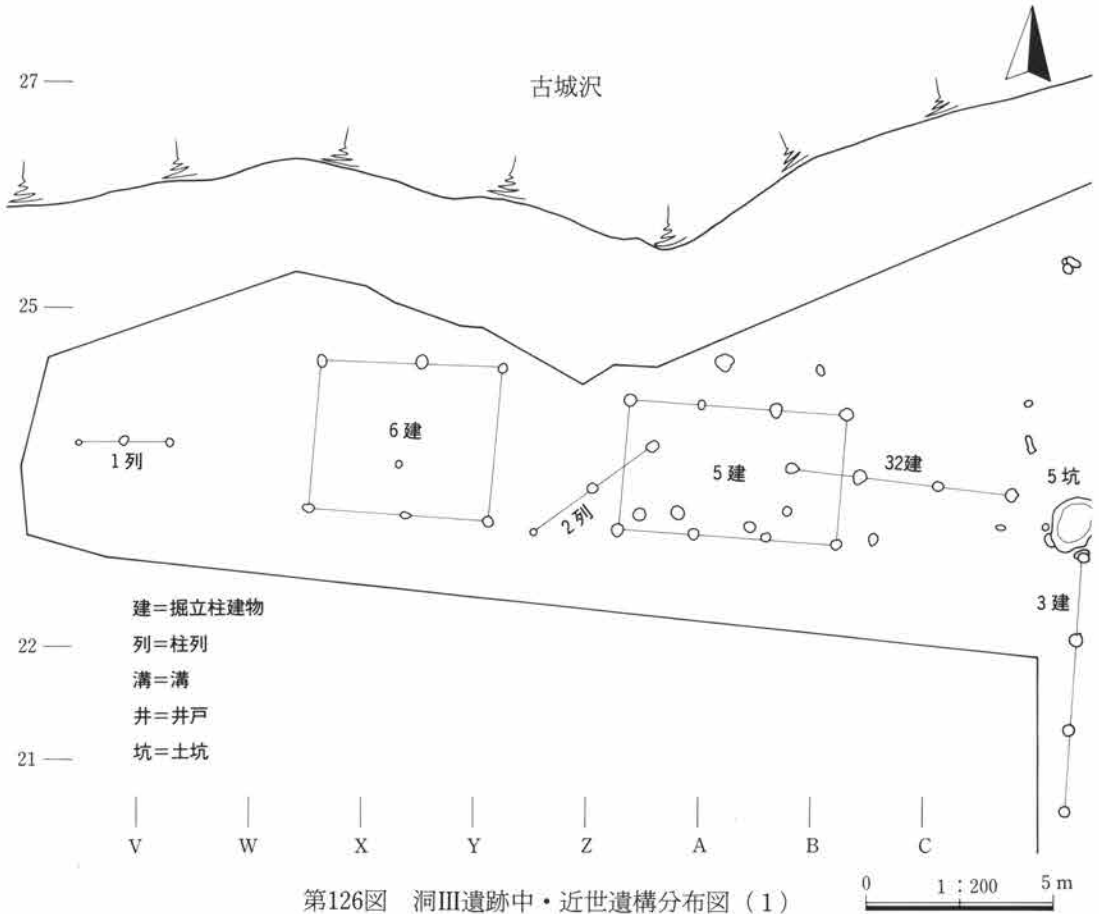 27
古城沢
25
1列
6建
2列
5建
32建
5坑
3建
建=掘立柱建物
列=柱列
溝=溝
井=井戸
坑=土坑
22
21
V W X Y Z A B C
第126図 洞III遺跡中・近世遺構分布図(1)
0 1:200 5m